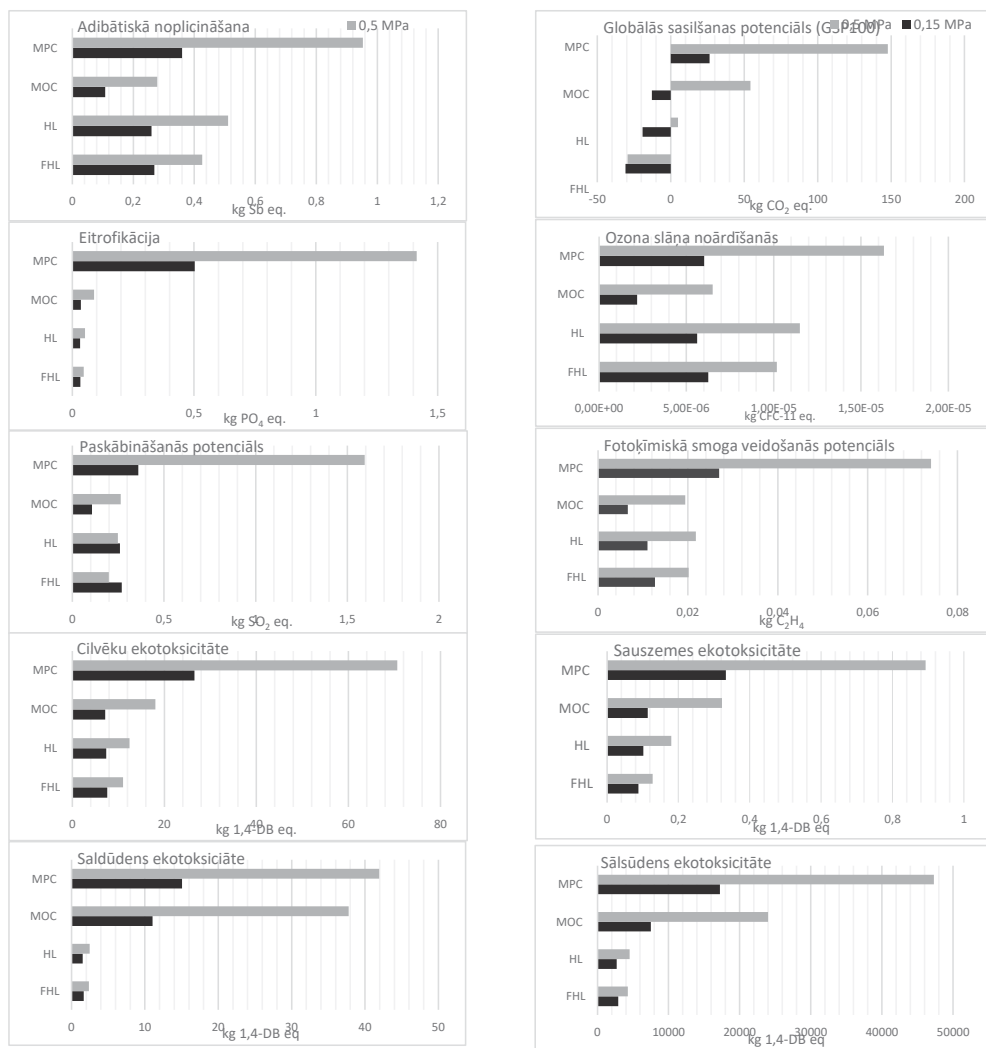 Adibātiskā noplicināšana
0,5 MPa
MPC
MOC
HL
FHL
0 0,2 0,4 0,6 0,8 1 1,2
kg Sb eq.
Globālās sasilšanas potenciāls (GSP100)
0,5 MPa 0,15 MPa
MPC
MOC
HL
FHL
-50 0 50 100 150 200
kg CO₂ eq.
Eitrofikācija
MPC
MOC
HL
FHL
0 0,5 1 1,5
kg PO₄ eq.
Ozona slāņa noārdīšanās
MPC
MOC
HL
FHL
0,00E+00 5,00E-06 1,00E-05 1,50E-05 2,00E-05
kg CFC-11 eq.
Paskābināšanās potenciāls
MPC
MOC
HL
FHL
0 0,5 1 1,5 2
kg SO₂ eq.
Fotoķīmiskā smoga veidošanās potenciāls
MPC
MOC
HL
FHL
0 0,02 0,04 0,06 0,08
kg C₂H₄
Cilvēku ekotoksicitāte
MPC
MOC
HL
FHL
0 20 40 60 80
kg 1,4-DB eq.
Sauszemes ekotoksicitāte
MPC
MOC
HL
FHL
0 0,2 0,4 0,6 0,8 1
kg 1,4-DB eq
Saldūdens ekotoksiciāte
MPC
MOC
HL
FHL
0 10 20 30 40 50
kg 1,4-DB eq
Sālsūdens ekotoksicitāte
MPC
MOC
HL
FHL
0 10000 20000 30000 40000 50000
kg 1,4-DB eq